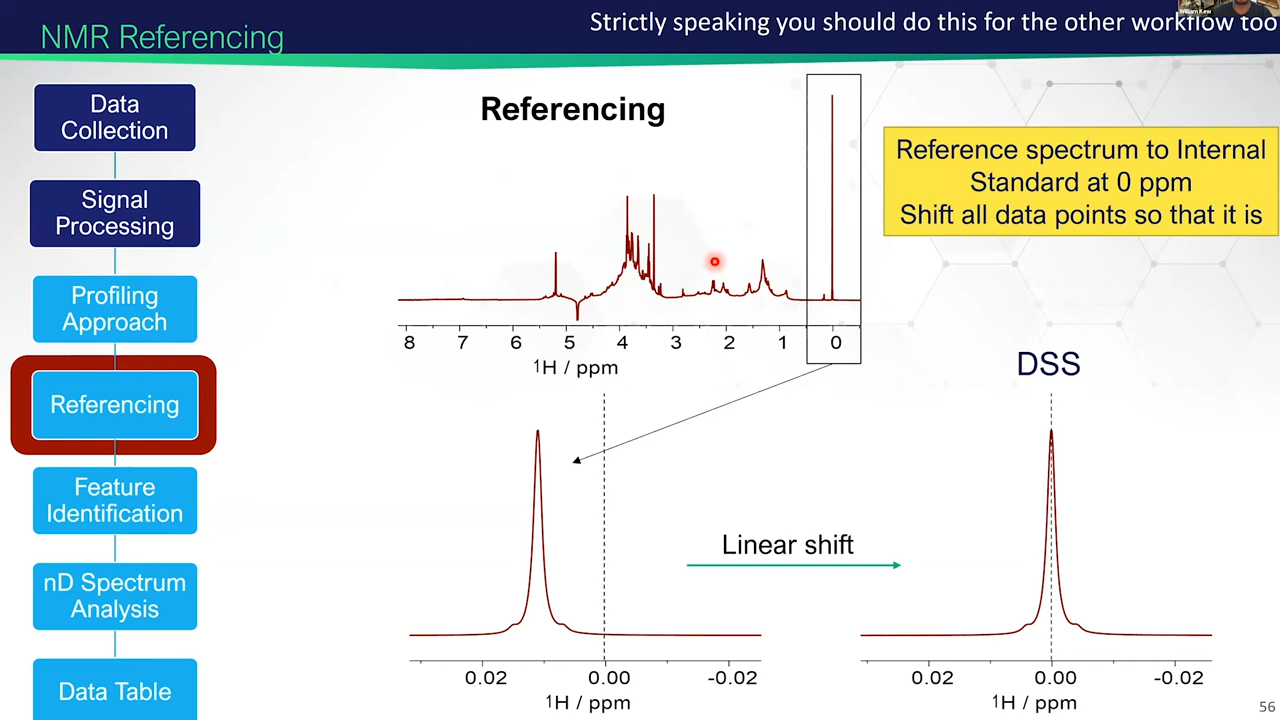 NMR Referencing
Strictly speaking you should do this for the other workflow too
William Kew
Data
Collection
Signal
Processing
Profiling
Approach
Referencing
Feature
Identification
nD Spectrum
Analysis
Data Table
Referencing
Reference spectrum to Internal
Standard at 0 ppm
Shift all data points so that it is
8 7 6 5 4 3 2 1 0
1H / ppm
DSS
Linear shift
0.02 0.00 -0.02
1H / ppm
0.02 0.00 -0.02
1H / ppm
56